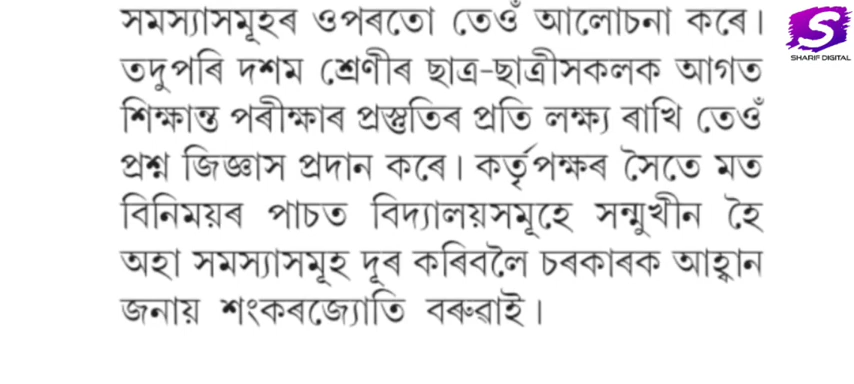 সমস্যাসমূহৰ ওপৰতো তেওঁ আলোচনা কৰে।
তদুপৰি দশম শ্ৰেণীৰ ছাত্ৰ-ছাত্ৰীসকলক আগত
শিক্ষান্ত পৰীক্ষাৰ প্ৰস্তুতিৰ প্ৰতি লক্ষ্য ৰাখি তেওঁ
প্ৰশ্ন জিজ্ঞাস প্ৰদান কৰে। কৰ্তৃপক্ষৰ সৈতে মত
বিনিময়ৰ পাচত বিদ্যালয়সমূহে সন্মুখীন হৈ
অহা সমস্যাসমূহ দূৰ কৰিবলৈ চৰকাৰক আহ্বান
জনায় শংকৰজ্যোতি বৰুৱাই।
SHARIF DIGITAL